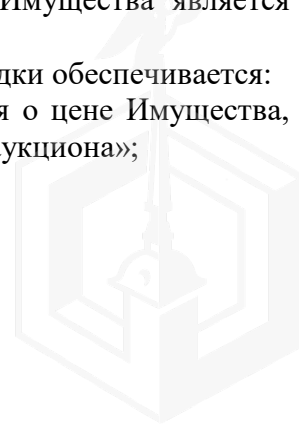 Имущества является
дки обеспечивается:
я о цене Имущества,
укциона»;